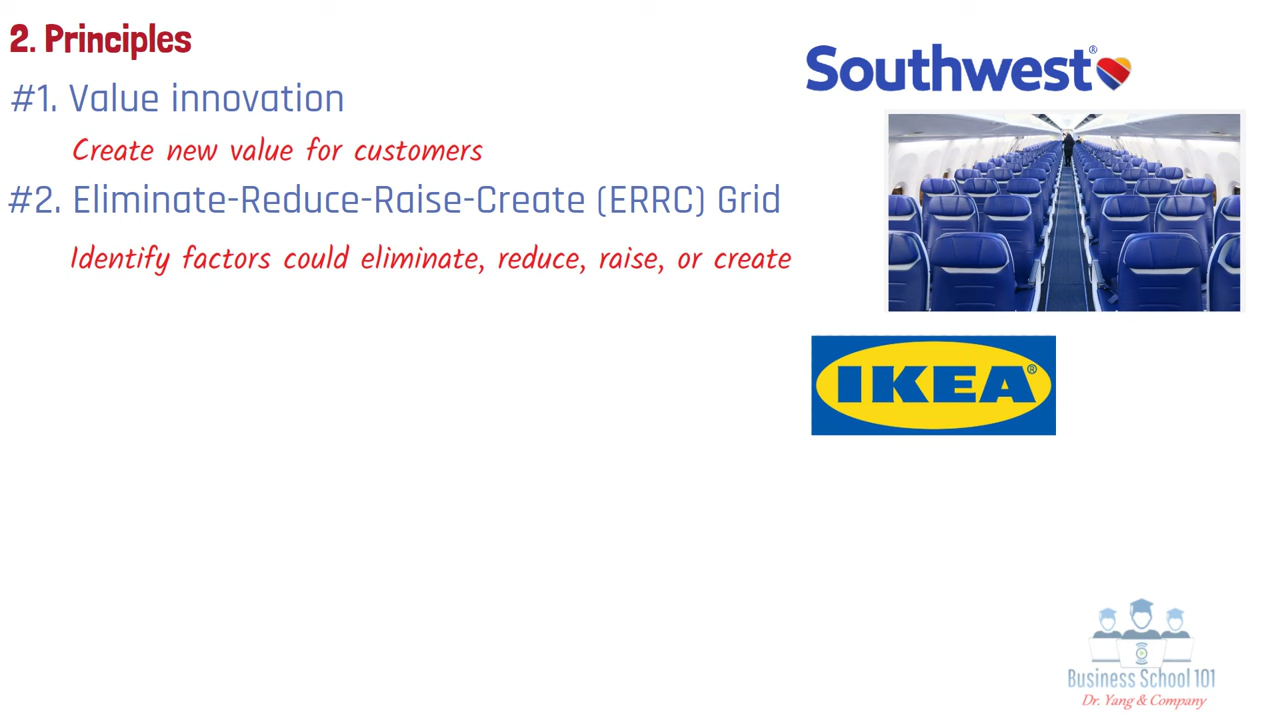 2. Principles
#1. Value innovation
Create new value for customers
#2. Eliminate-Reduce-Raise-Create (ERRC) Grid
Identify factors could eliminate, reduce, raise, or create
Southwest®
IKEA®
Business School 101
Dr. Yang & Company